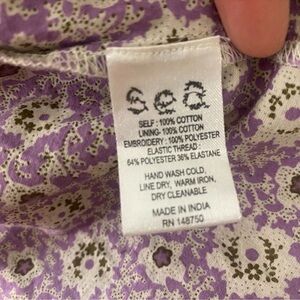 sea
SELF : 100% COTTON
LINING- 100% COTTON
EMBROIDERY : 100% POLYESTER
ELASTIC THREAD :
64% POLYESTER 36% ELASTANE
HAND WASH COLD,
LINE DRY, WARM IRON,
DRY CLEANABLE
MADE IN INDIA
RN 148750